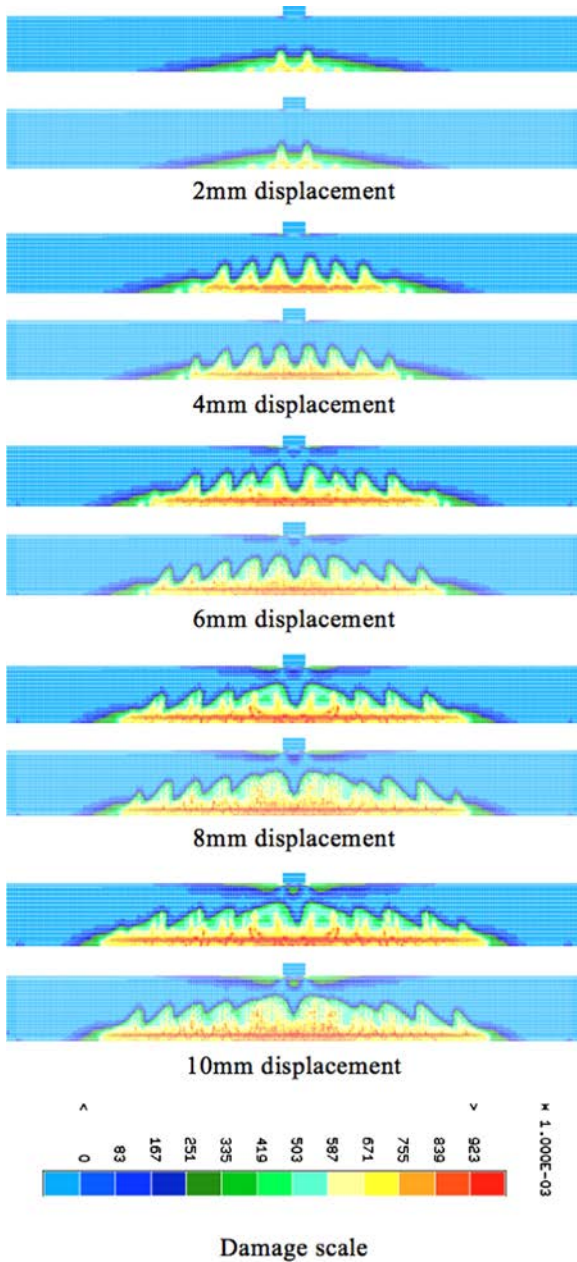 2mm displacement
4mm displacement
6mm displacement
8mm displacement
10mm displacement
< > * 1.000E-03
0 83 167 251 335 419 503 587 671 755 839 923
Damage scale